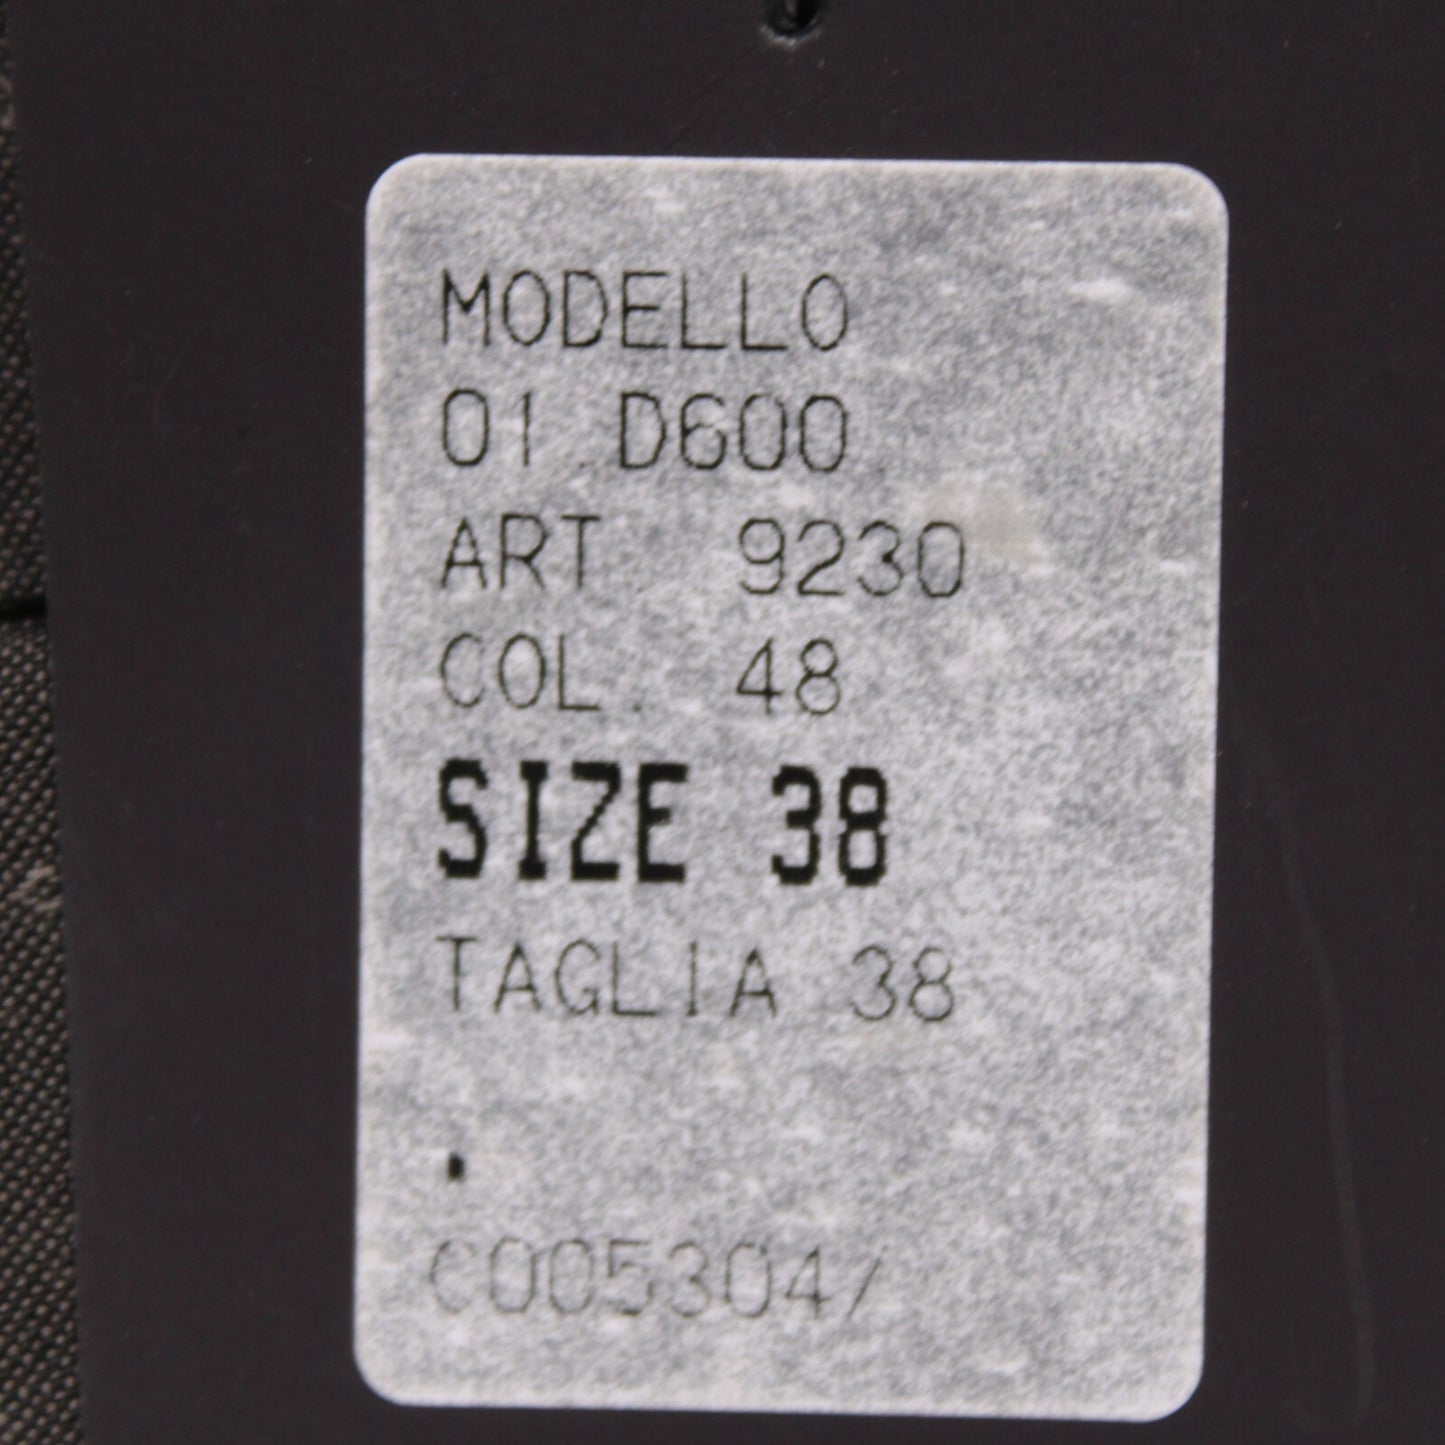 MODELLO
01 D600
ART 9230
COL. 48
SIZE 38
TAGLIA 38
.
C005304/